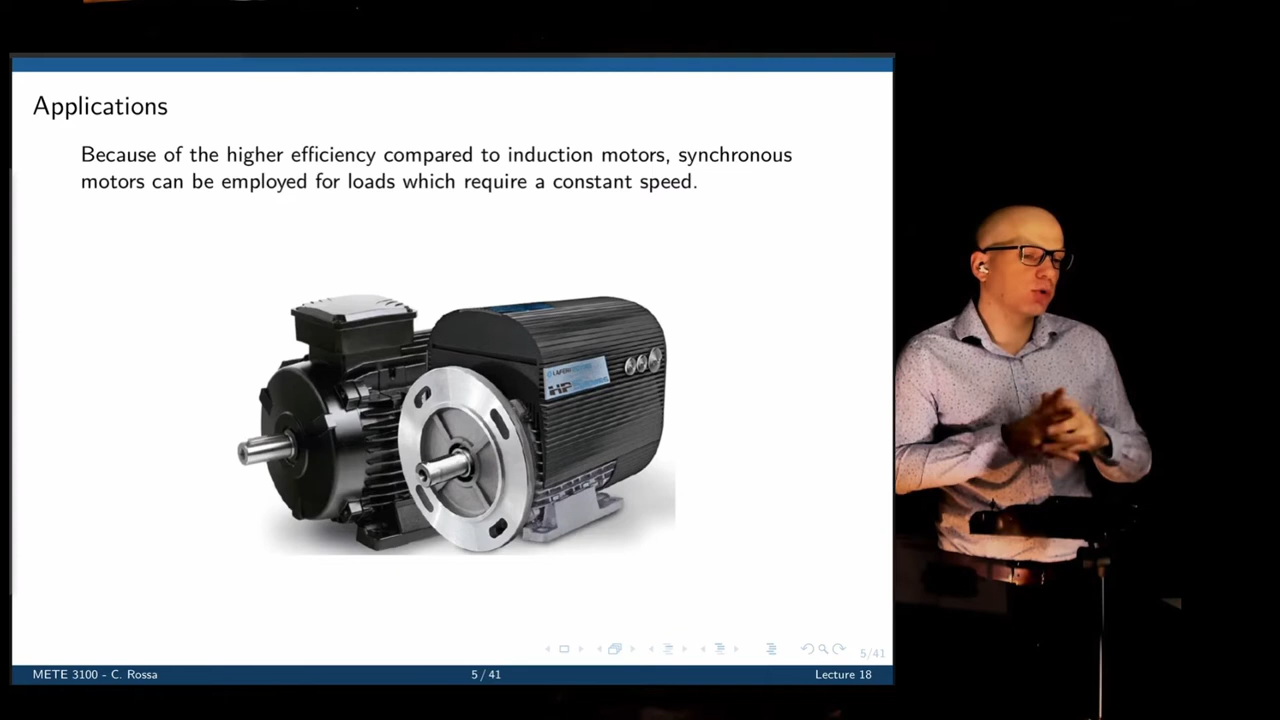 Applications
Because of the higher efficiency compared to induction motors, synchronous
motors can be employed for loads which require a constant speed.
HP
5/41
METE 3100 - C. Rossa
5 / 41
Lecture 18